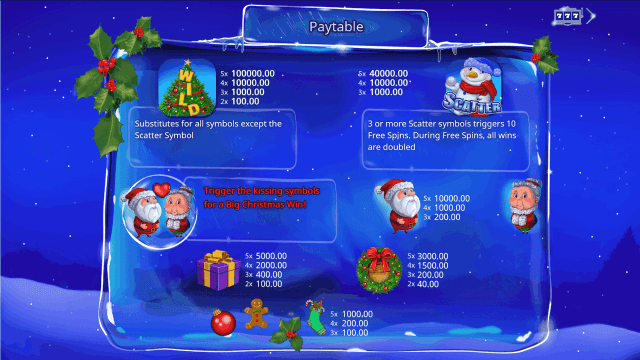 Paytable
777
WILD
5x 100000.00
4x 10000.00
3x 1000.00
2x 100.00
5x 40000.00
4x 10000.00
3x 1000.00
SCATTER
Substitutes for all symbols except the
Scatter Symbol
3 or more Scatter symbols triggers 10
Free Spins. During Free Spins, all wins
are doubled
Trigger the kissing symbols
for a Big Christmas Win!
5x 10000.00
4x 1000.00
3x 200.00
5x 5000.00
4x 2000.00
3x 400.00
2x 100.00
5x 3000.00
4x 1500.00
3x 200.00
2x 40.00
5x 1000.00
4x 200.00
3x 100.00